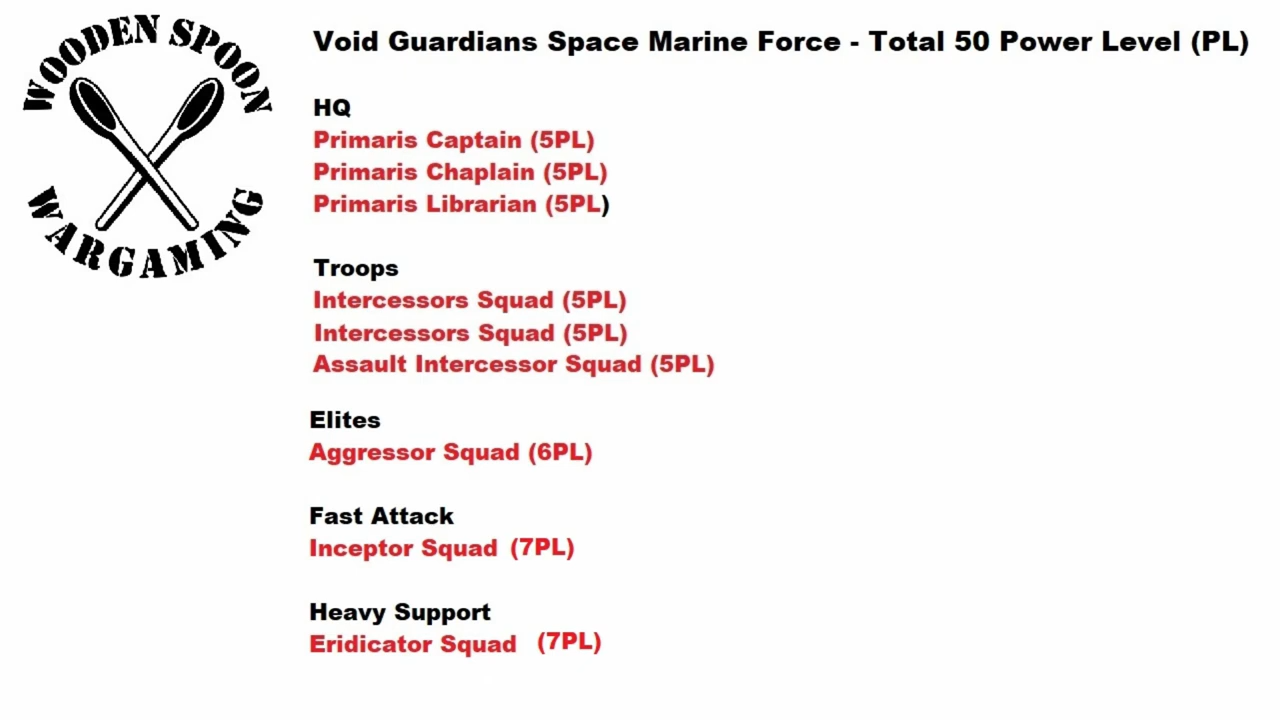 WOODEN SPOON
WARGAMING
Void Guardians Space Marine Force - Total 50 Power Level (PL)
HQ
Primaris Captain (5PL)
Primaris Chaplain (5PL)
Primaris Librarian (5PL)
Troops
Intercessors Squad (5PL)
Intercessors Squad (5PL)
Assault Intercessor Squad (5PL)
Elites
Aggressor Squad (6PL)
Fast Attack
Inceptor Squad (7PL)
Heavy Support
Eridicator Squad (7PL)